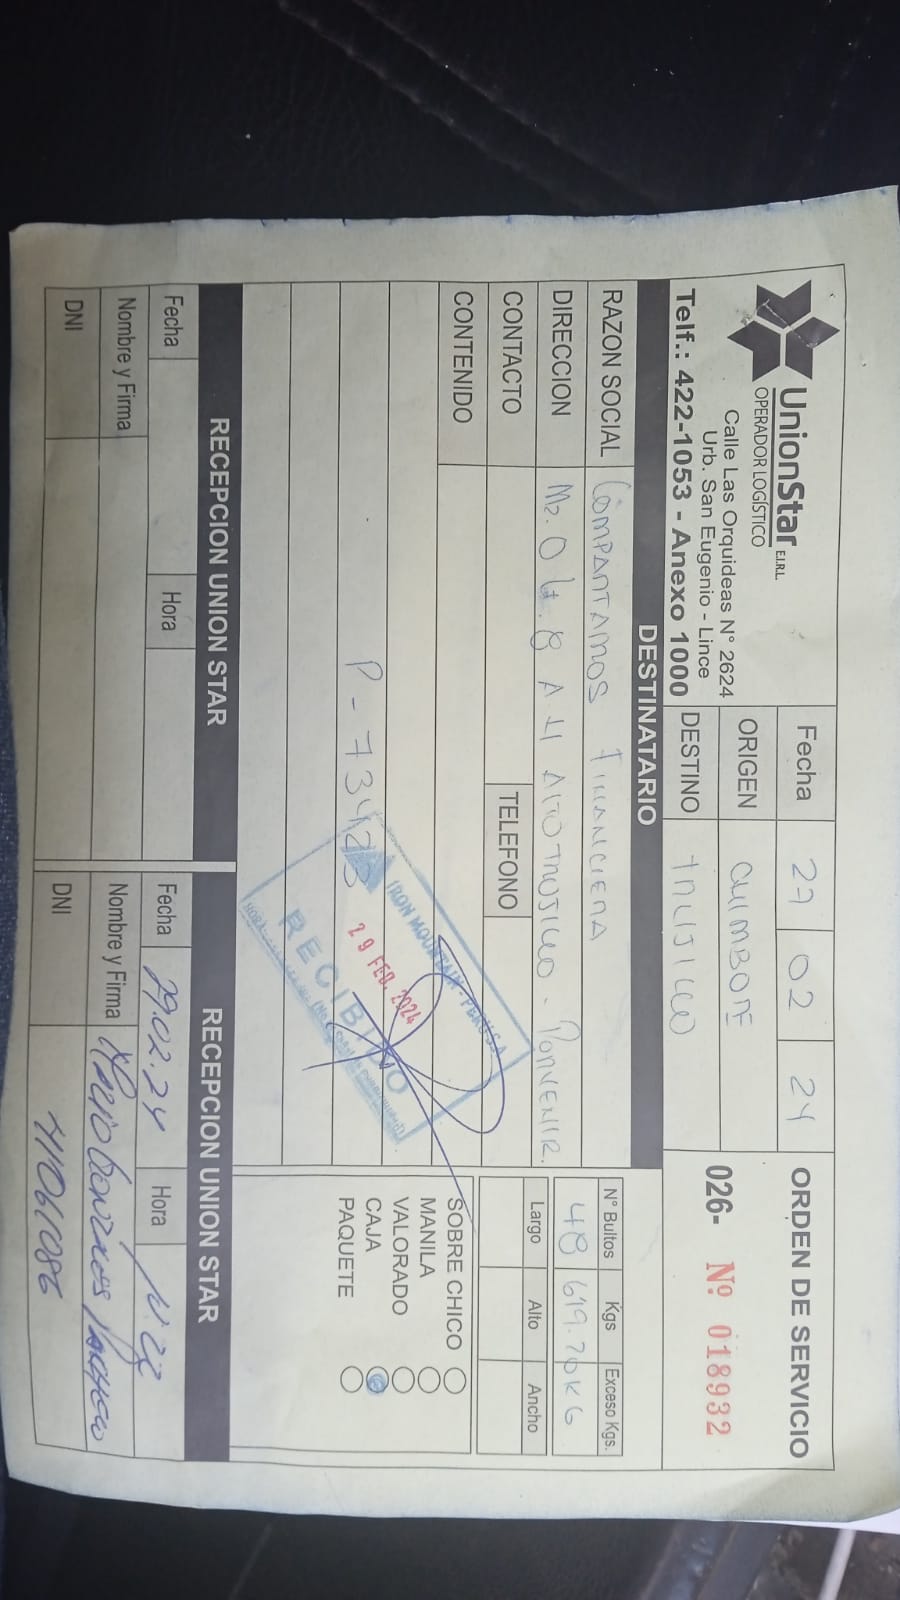 UnionStar E.I.R.L.
OPERADOR LOGÍSTICO
Calle Las Orquideas N° 2624
Urb. San Eugenio - Lince
Telf.: 422-1053 - Anexo 1000
Fecha 27 02 24
ORIGEN CHIMBOTE
DESTINO TRUJILLO
ORDEN DE SERVICIO
026- Nº 018932
DESTINATARIO
RAZON SOCIAL COMPARTAMOS FINANCIERA
DIRECCION Mz. O Lt. 8 A H ALTO TRUJILLO - PORVENIR.
CONTACTO TELEFONO
CONTENIDO
P - 73423
N° Bultos Kgs Exceso Kgs.
48 619.70KG
Largo Alto Ancho
SOBRE CHICO
MANILA
VALORADO
CAJA
PAQUETE
IRON MOUNTAIN PERU S.A.
29 FEB. 2024
RECIBIDO
RECEPCION UNION STAR
Fecha Hora
Nombre y Firma
DNI
RECEPCION UNION STAR
Fecha 29.02.24 Hora
Nombre y Firma
DNI 41061086